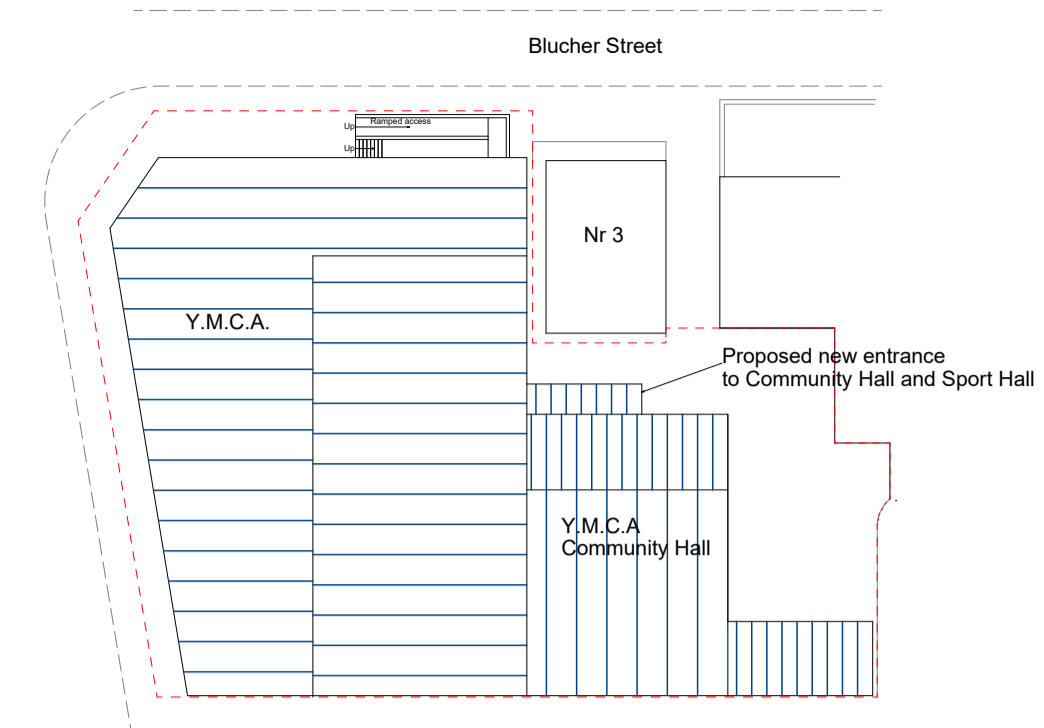 Blucher Street
Up
Ramped access
Up
Nr 3
Y.M.C.A.
Proposed new entrance
to Community Hall and Sport Hall
Y.M.C.A
Community Hall